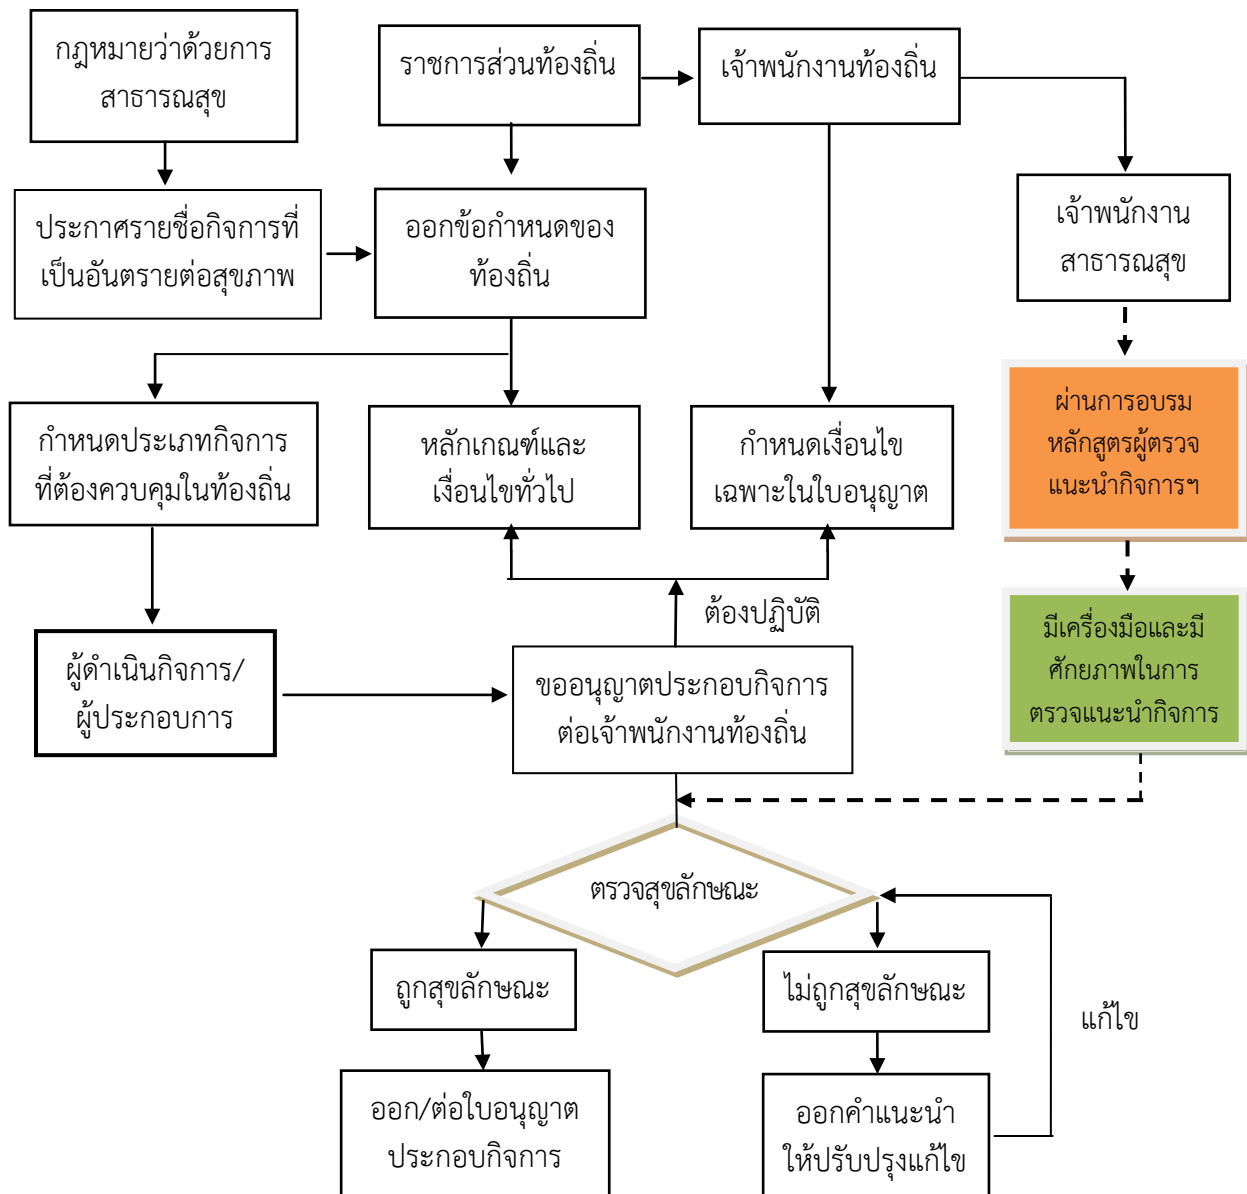 กฎหมายว่าด้วยการ
สาธารณสุข
ราชการส่วนท้องถิ่น
เจ้าพนักงานท้องถิ่น
ประกาศรายชื่อกิจการที่
เป็นอันตรายต่อสุขภาพ
ออกข้อกำหนดของ
ท้องถิ่น
เจ้าพนักงาน
สาธารณสุข
กำหนดประเภทกิจการ
ที่ต้องควบคุมในท้องถิ่น
หลักเกณฑ์และ
เงื่อนไขทั่วไป
กำหนดเงื่อนไข
เฉพาะในใบอนุญาต
ผ่านการอบรม
หลักสูตรผู้ตรวจ
แนะนำกิจการฯ
ต้องปฏิบัติ
ผู้ดำเนินกิจการ/
ผู้ประกอบการ
ขออนุญาตประกอบกิจการ
ต่อเจ้าพนักงานท้องถิ่น
มีเครื่องมือและมี
ศักยภาพในการ
ตรวจแนะนำกิจการ
ตรวจสุขลักษณะ
ถูกสุขลักษณะ
ไม่ถูกสุขลักษณะ
แก้ไข
ออก/ต่อใบอนุญาต
ประกอบกิจการ
ออกคำแนะนำ
ให้ปรับปรุงแก้ไข